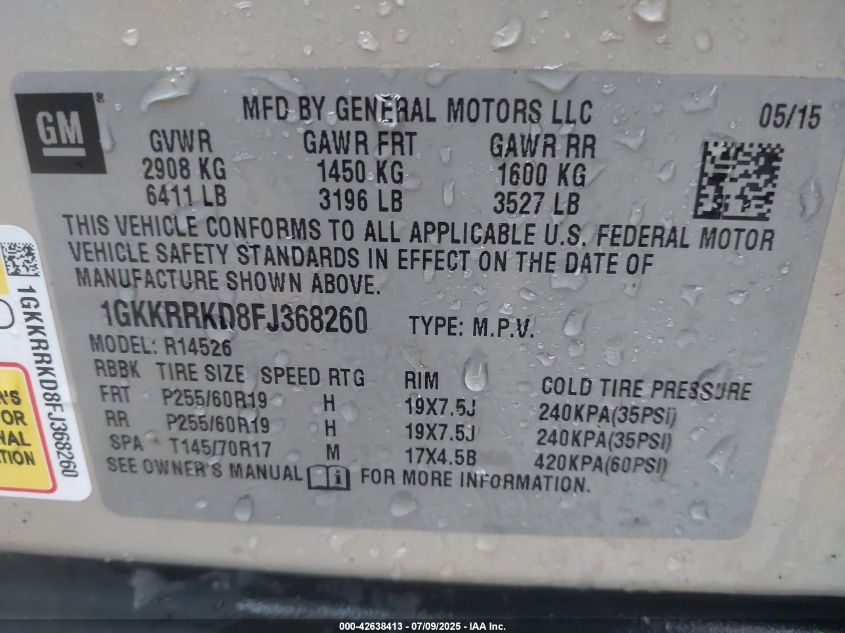 GM ®
MFD BY GENERAL MOTORS LLC 05/15
GVWR GAWR FRT GAWR RR
2908 KG 1450 KG 1600 KG
6411 LB 3196 LB 3527 LB
THIS VEHICLE CONFORMS TO ALL APPLICABLE U.S. FEDERAL MOTOR
VEHICLE SAFETY STANDARDS IN EFFECT ON THE DATE OF
MANUFACTURE SHOWN ABOVE.
1GKKRRKD8FJ368260 TYPE: M.P.V.
MODEL: R14526
RBBK TIRE SIZE SPEED RTG RIM COLD TIRE PRESSURE
FRT P255/60R19 H 19X7.5J 240KPA(35PSI)
RR P255/60R19 H 19X7.5J 240KPA(35PSI)
SPA T145/70R17 M 17X4.5B 420KPA(60PSI)
SEE OWNER'S MANUAL i FOR MORE INFORMATION.
1GKKRRKD8FJ368260
R'S
OR
NAL
TION
000-42638413 - 07/09/2025 - IAA Inc.